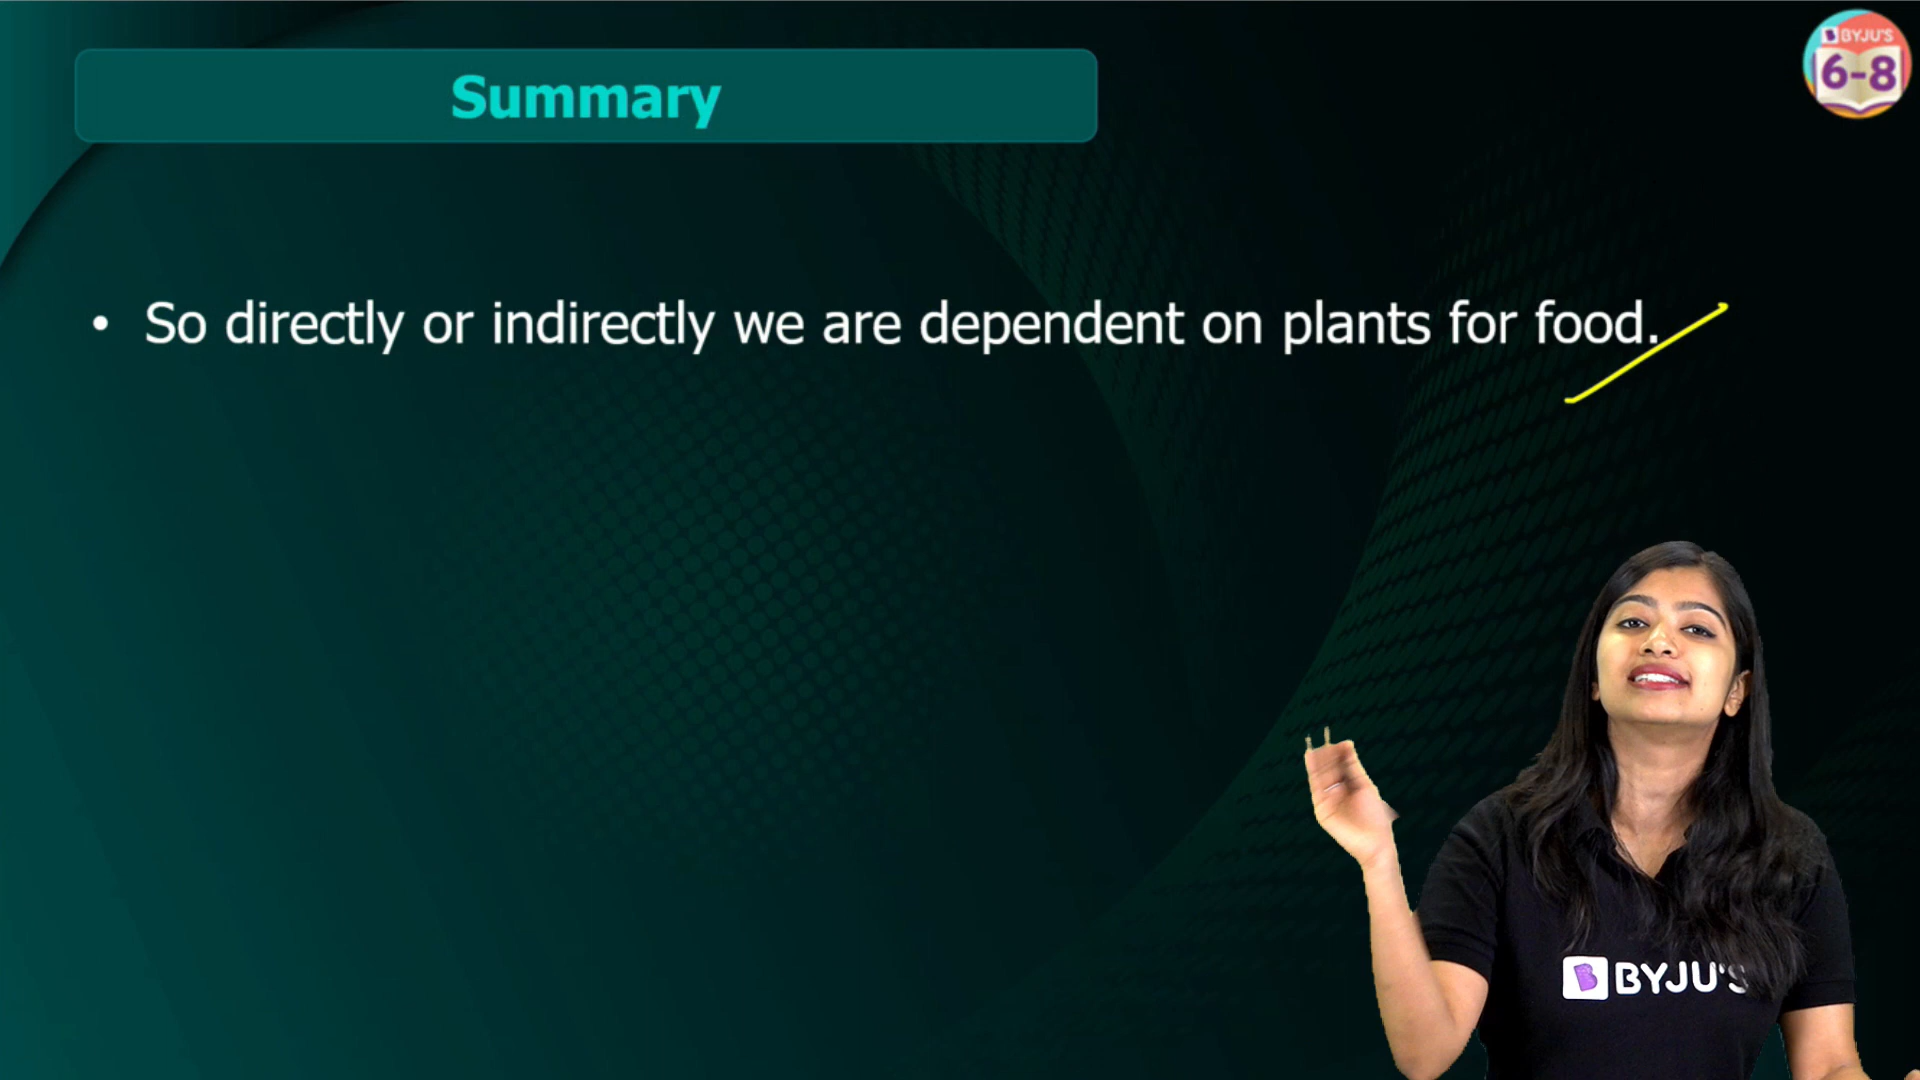 Summary
BYJU'S
6-8
• So directly or indirectly we are dependent on plants for food.
BYJU'S